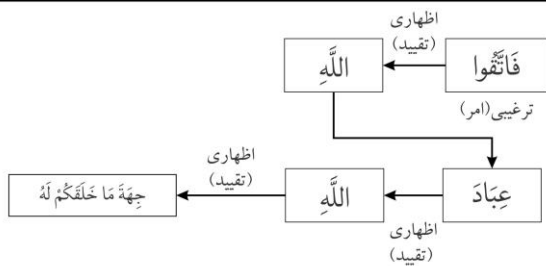 اظهاری
(تقیید)
فَاتَّقُوا
اللَّهِ
ترغیبی(امر)
عِبَادَ
اظهاری
(تقیید)
اللَّهِ
اظهاری
(تقیید)
جِهَةَ مَا خَلَقَكُمْ لَهُ